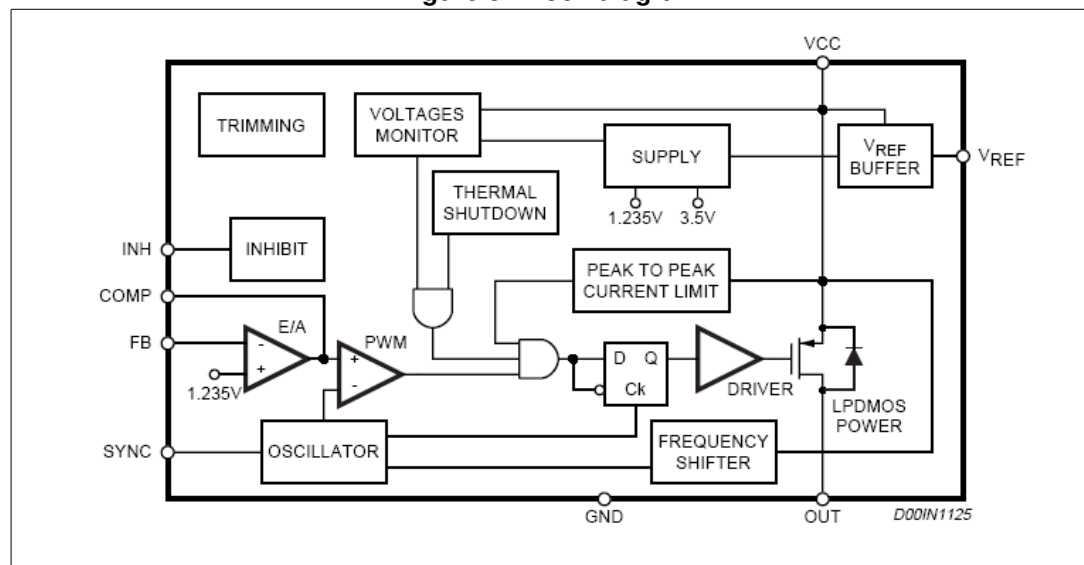 VCC
TRIMMING
VOLTAGES
MONITOR
SUPPLY
VREF
BUFFER
VREF
THERMAL
SHUTDOWN
1.235V
3.5V
INH
INHIBIT
PEAK TO PEAK
CURRENT LIMIT
COMP
FB
E/A
-
+
1.235V
PWM
+
-
D Q
Ck
DRIVER
LPDMOS
POWER
SYNC
OSCILLATOR
FREQUENCY
SHIFTER
GND
OUT
D00IN1125